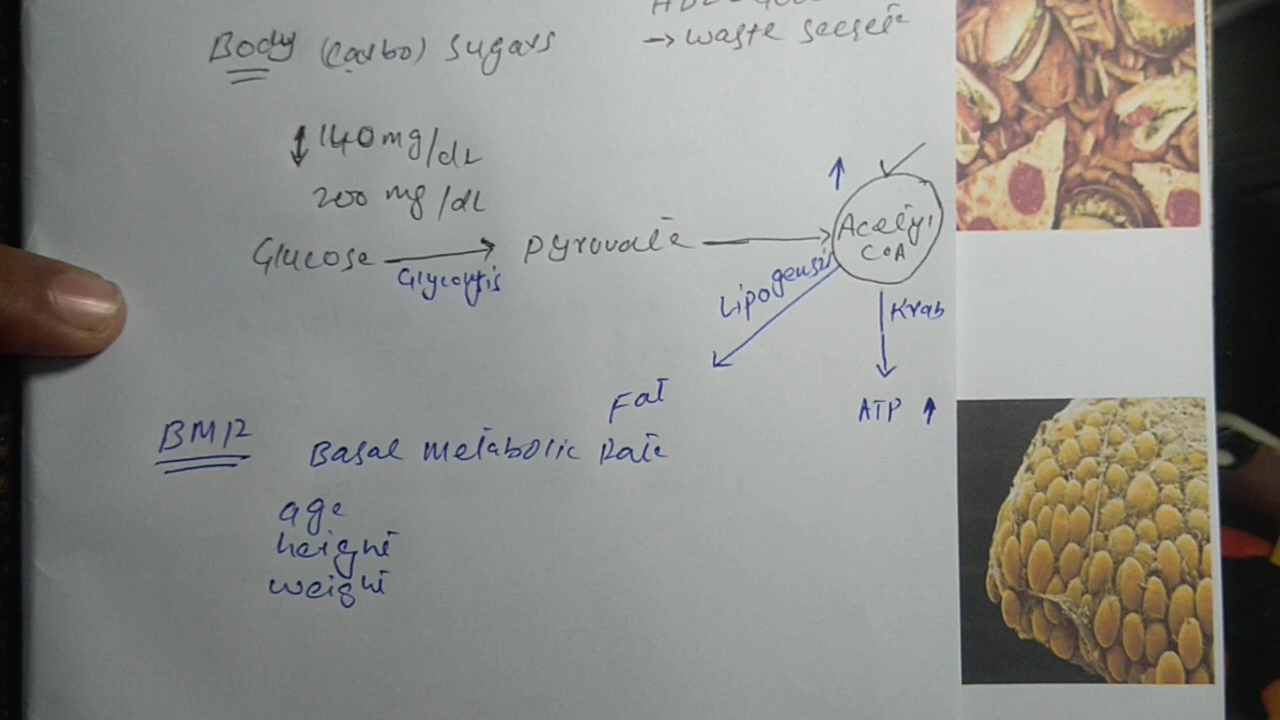 → waste secrete
Body (carbo) sugars
↓ 140 mg/dL
200 mg/dL
Glucose → Pyruvate → Acetyl
CoA
Glycolysis
↑
Lipogensis
Krab
Fat
ATP ↑
BMR Basal Metabolic Rate
age
height
weight